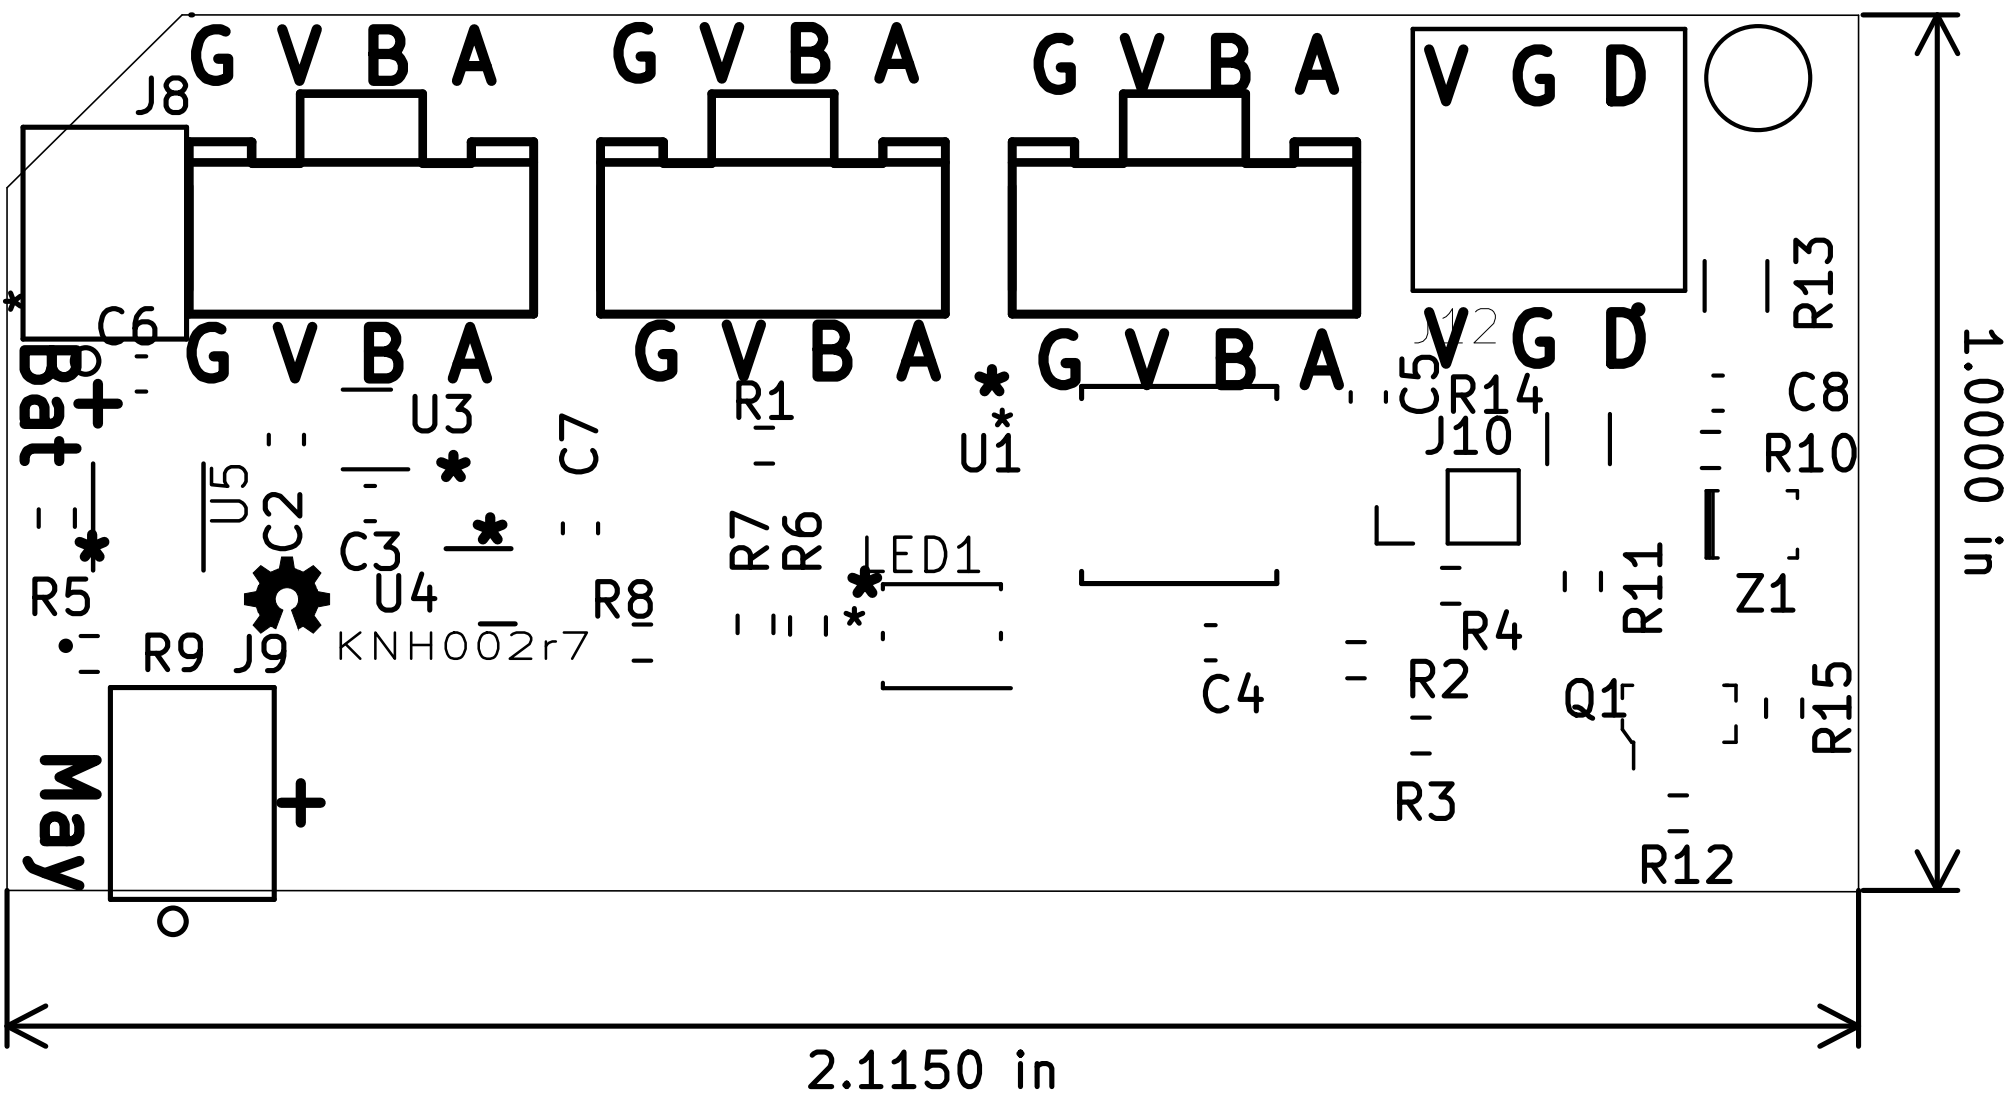 G V B A
G V B A
G V B A
V G D
J8
R13
*
C6
G V B A
G V B A
G V B A
V G D
J12
Bat
+
U3
R1
*
*
U1
C5
R14
J10
C8
R10
C7
*
U5
C2
*
*
C3
U4
R5
R7
R6
LED1
*
*
R8
R11
Z1
R4
KNH002r7
R9
J9
C4
R2
Q1
R15
May
+
R3
R12
1.0000 in
2.1150 in